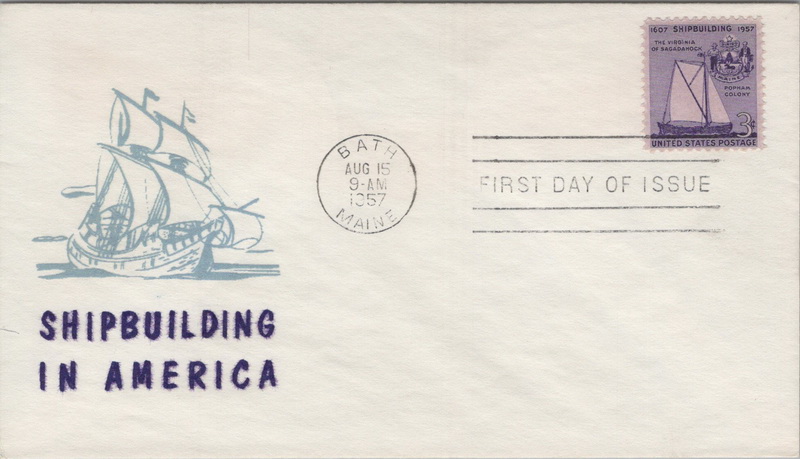 1607 SHIPBUILDING 1957
THE VIRGINIA
OF SAGADAHOCK
MAINE
POPHAM
COLONY
3¢
UNITED STATES POSTAGE
BATH
AUG 15
9-AM
1957
MAINE
FIRST DAY OF ISSUE
SHIPBUILDING
IN AMERICA